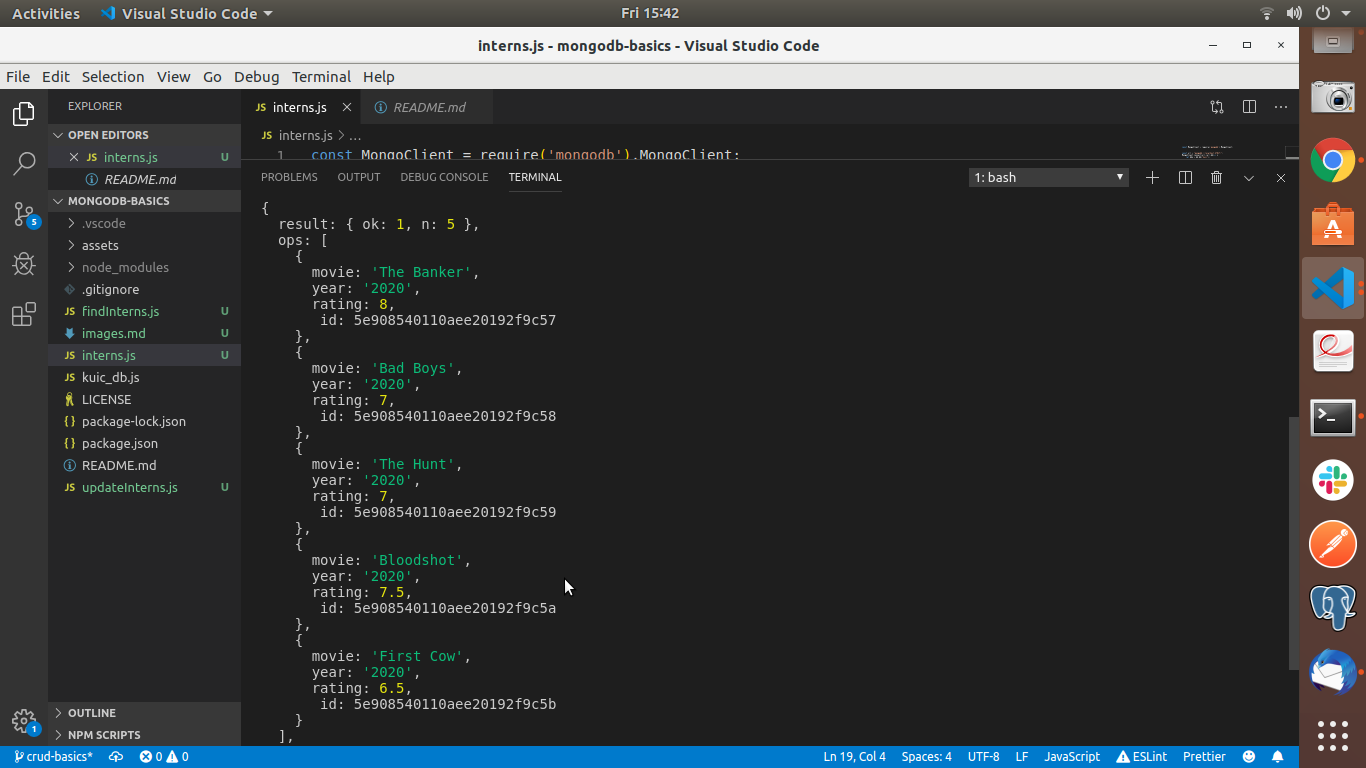 Activities Visual Studio Code Fri 15:42
interns.js - mongodb-basics - Visual Studio Code
File Edit Selection View Go Debug Terminal Help
EXPLORER
OPEN EDITORS
JS interns.js U
README.md
MONGODB-BASICS
.vscode
assets
node_modules
.gitignore
JS findInterns.js U
images.md U
JS interns.js U
JS kuic_db.js
LICENSE
{} package-lock.json
{} package.json
README.md
JS updateInterns.js U
OUTLINE
NPM SCRIPTS
5
1
JS interns.js README.md
JS interns.js > ...
1 const MongoClient = require('mongodb').MongoClient;
PROBLEMS OUTPUT DEBUG CONSOLE TERMINAL 1: bash
{
result: { ok: 1, n: 5 },
ops: [
{
movie: 'The Banker',
year: '2020',
rating: 8,
id: 5e908540110aee20192f9c57
},
{
movie: 'Bad Boys',
year: '2020',
rating: 7,
id: 5e908540110aee20192f9c58
},
{
movie: 'The Hunt',
year: '2020',
rating: 7,
id: 5e908540110aee20192f9c59
},
{
movie: 'Bloodshot',
year: '2020',
rating: 7.5,
id: 5e908540110aee20192f9c5a
},
{
movie: 'First Cow',
year: '2020',
rating: 6.5,
id: 5e908540110aee20192f9c5b
}
],
crud-basics* 0 0 Ln 19, Col 4 Spaces: 4 UTF-8 LF JavaScript ESLint Prettier